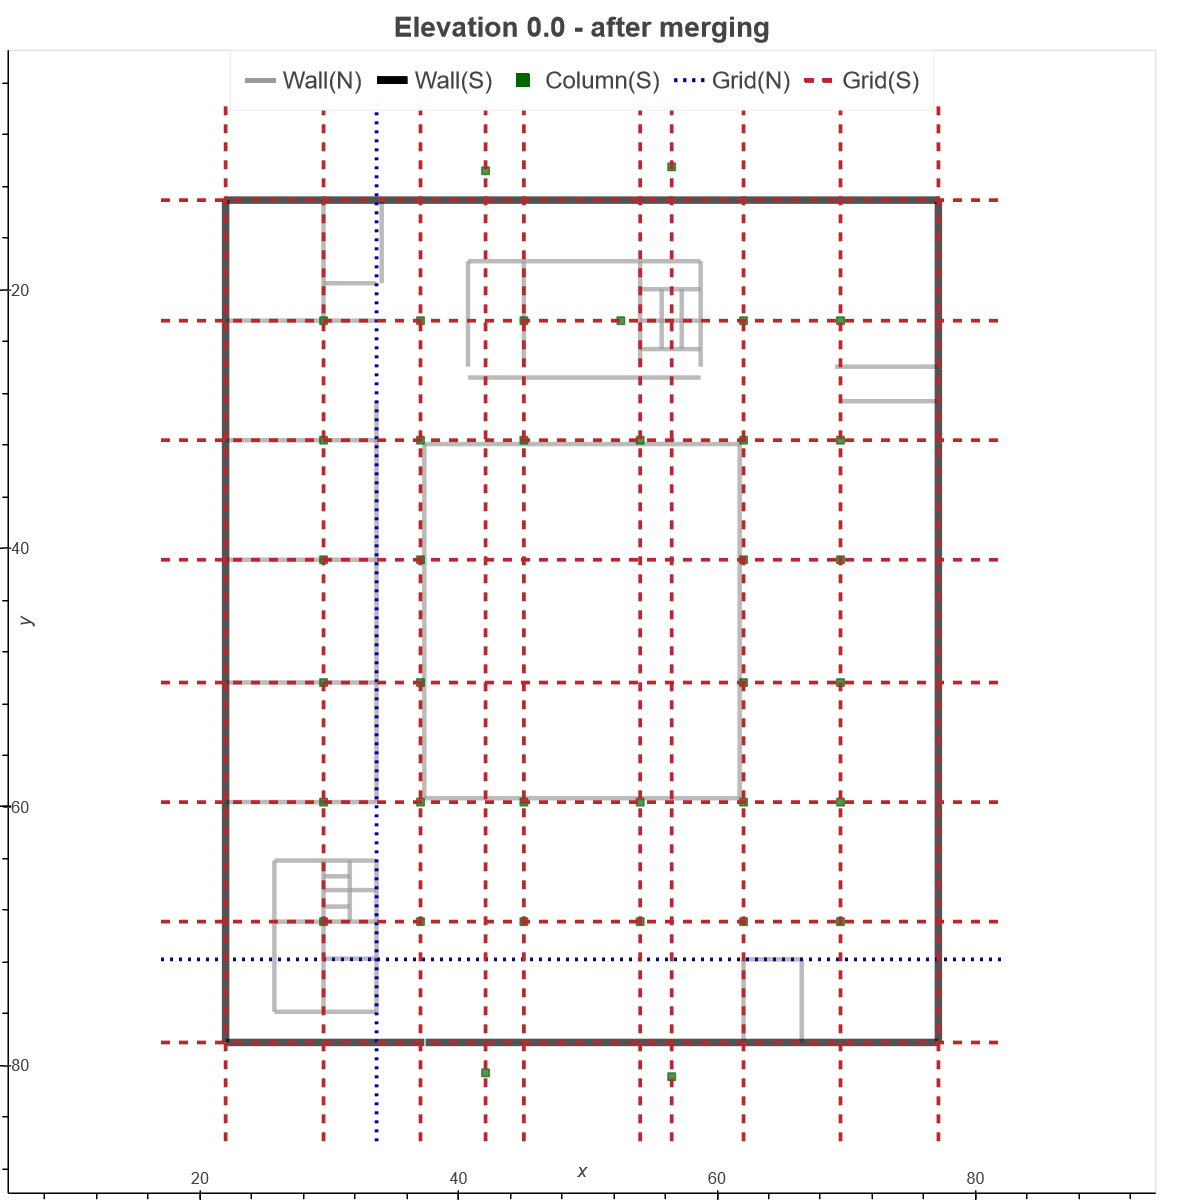 Elevation 0.0 - after merging
Wall(N) Wall(S) Column(S) Grid(N) Grid(S)
-20
-40
y
-60
-80
x
20 40 60 80